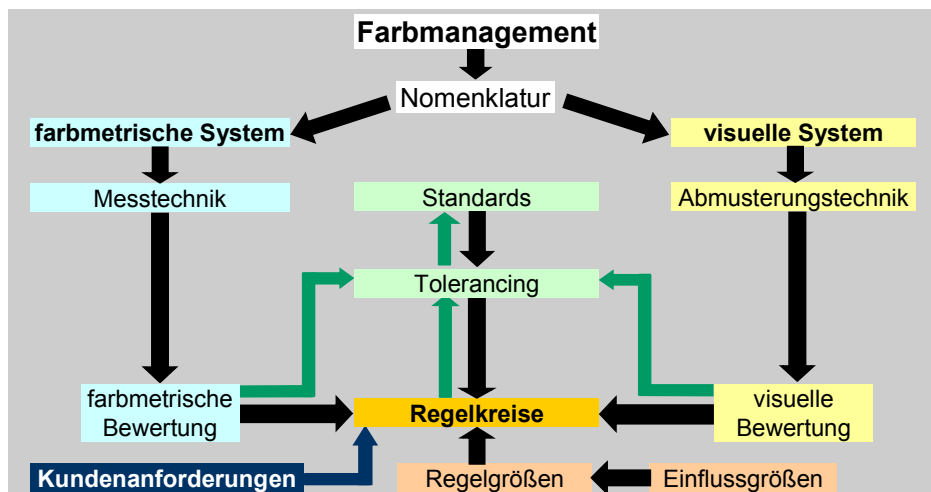 Farbmanagement
Nomenklatur
farbmetrische System
visuelle System
Messtechnik
Standards
Abmusterungstechnik
Tolerancing
farbmetrische
Bewertung
Regelkreise
visuelle
Bewertung
Kundenanforderungen
Regelgrößen
Einflussgrößen